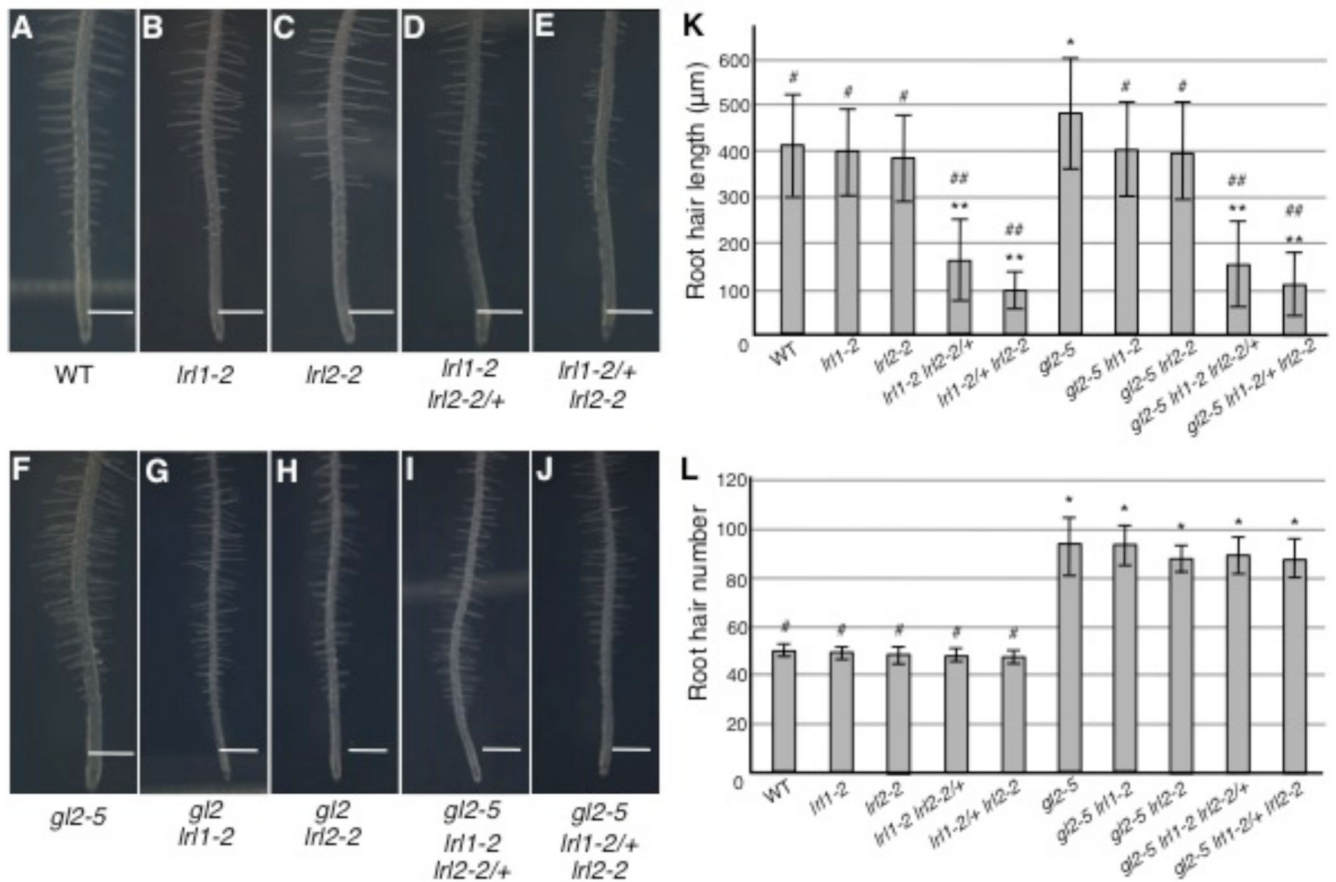 A B C D E
WT
lrl1-2
lrl2-2
lrl1-2
lrl2-2/+
lrl1-2/+
lrl2-2
F G H I J
gl2-5
gl2
lrl1-2
gl2
lrl2-2
gl2-5
lrl1-2
lrl2-2/+
gl2-5
lrl1-2/+
lrl2-2
K
Root hair length (µm)
600
500
400
300
200
100
0
# # # ## ** ## ** * # # ## ** ## **
WT
lrl1-2
lrl2-2
lrl1-2 lrl2-2/+
lrl1-2/+ lrl2-2
gl2-5
gl2-5 lrl1-2
gl2-5 lrl2-2
gl2-5 lrl1-2 lrl2-2/+
gl2-5 lrl1-2/+ lrl2-2
L
Root hair number
120
100
80
60
40
20
0
# # # # # * * * * *
WT
lrl1-2
lrl2-2
lrl1-2 lrl2-2/+
lrl1-2/+ lrl2-2
gl2-5
gl2-5 lrl1-2
gl2-5 lrl2-2
gl2-5 lrl1-2 lrl2-2/+
gl2-5 lrl1-2/+ lrl2-2